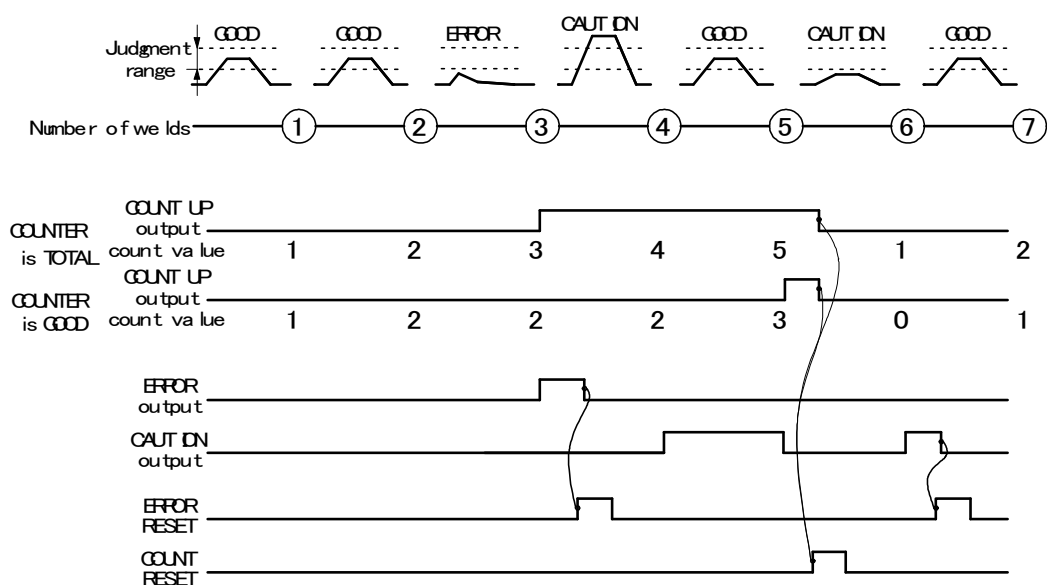 GOOD GOOD ERROR CAUTION GOOD CAUTION GOOD
Judgment
range
Number of welds 1 2 3 4 5 6 7
COUNTER
is TOTAL
COUNT UP
output
count value 1 2 3 4 5 1 2
COUNTER
is GOOD
COUNT UP
output
count value 1 2 2 2 3 0 1
ERROR
output
CAUTION
output
ERROR
RESET
COUNT
RESET